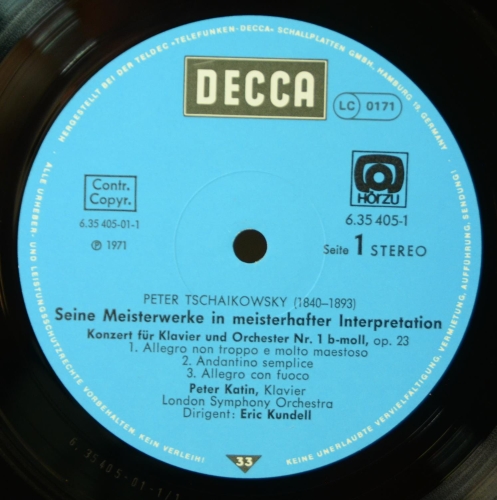 HERGESTELLT BEI DER TELDEC »TELEFUNKEN-DECCA« SCHALLPLATTEN GMBH, HAMBURG 19, GERMANY
DECCA
LC 0171
Contr.
Copyr.
HÖRZU
6.35 405-01-1
6.35 405-1
℗ 1971
Seite 1 STEREO
PETER TSCHAIKOWSKY (1840–1893)
Seine Meisterwerke in meisterhafter Interpretation
Konzert für Klavier und Orchester Nr. 1 b-moll, op. 23
1. Allegro non troppo e molto maestoso
2. Andantino semplice
3. Allegro con fuoco
Peter Katin, Klavier
London Symphony Orchestra
Dirigent: Eric Kundell
33
ALLE URHEBER- UND LEISTUNGSSCHUTZRECHTE VORBEHALTEN. KEIN VERLEIH!
KEINE UNERLAUBTE VERVIELFÄLTIGUNG, VERMIETUNG, AUFFÜHRUNG, SENDUNG!